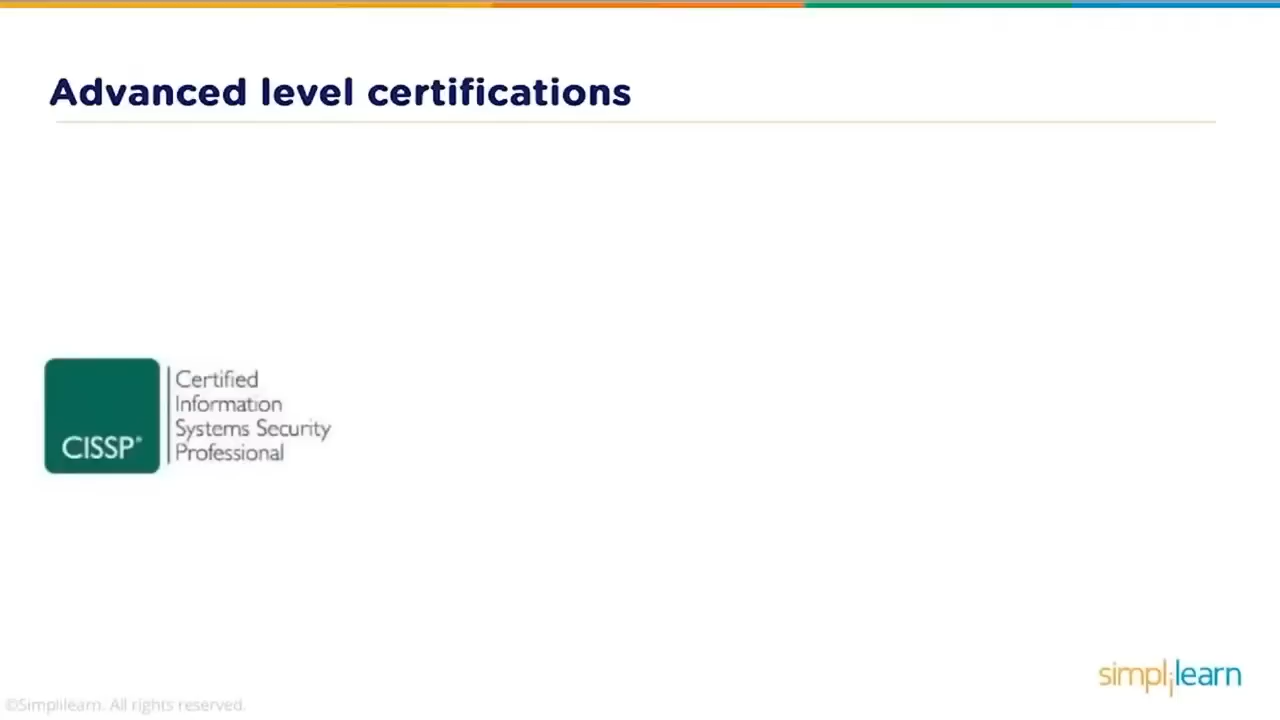 Advanced level certifications
CISSP®
Certified
Information
Systems Security
Professional
simplilearn
©Simplilearn. All rights reserved.